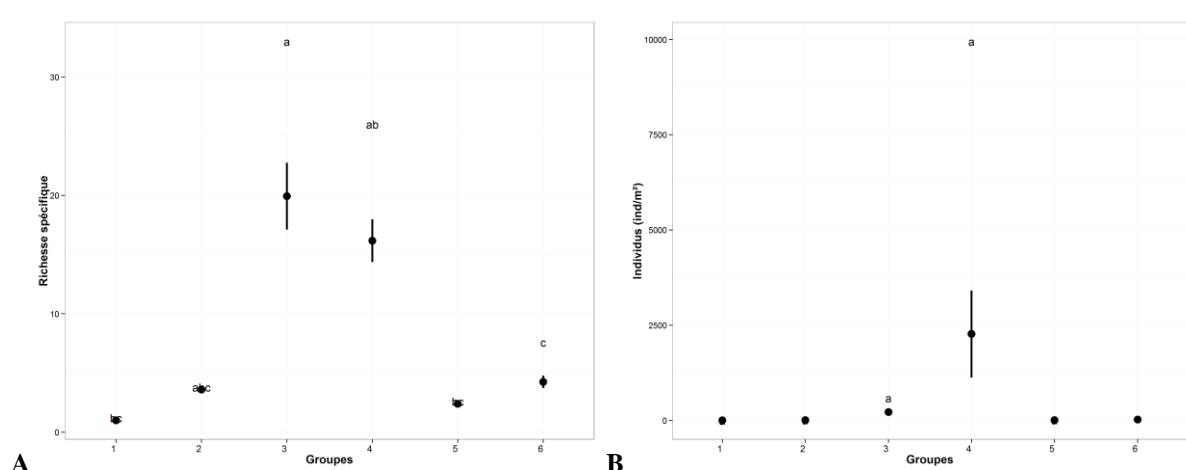 a
30
ab
20
Richesse spécifique
10
c
abc
bc
bc
0
1 2 3 4 5 6
Groupes
A
a
10000
7500
Individus (ind/m²)
5000
2500
a
0
1 2 3 4 5 6
Groupes
B